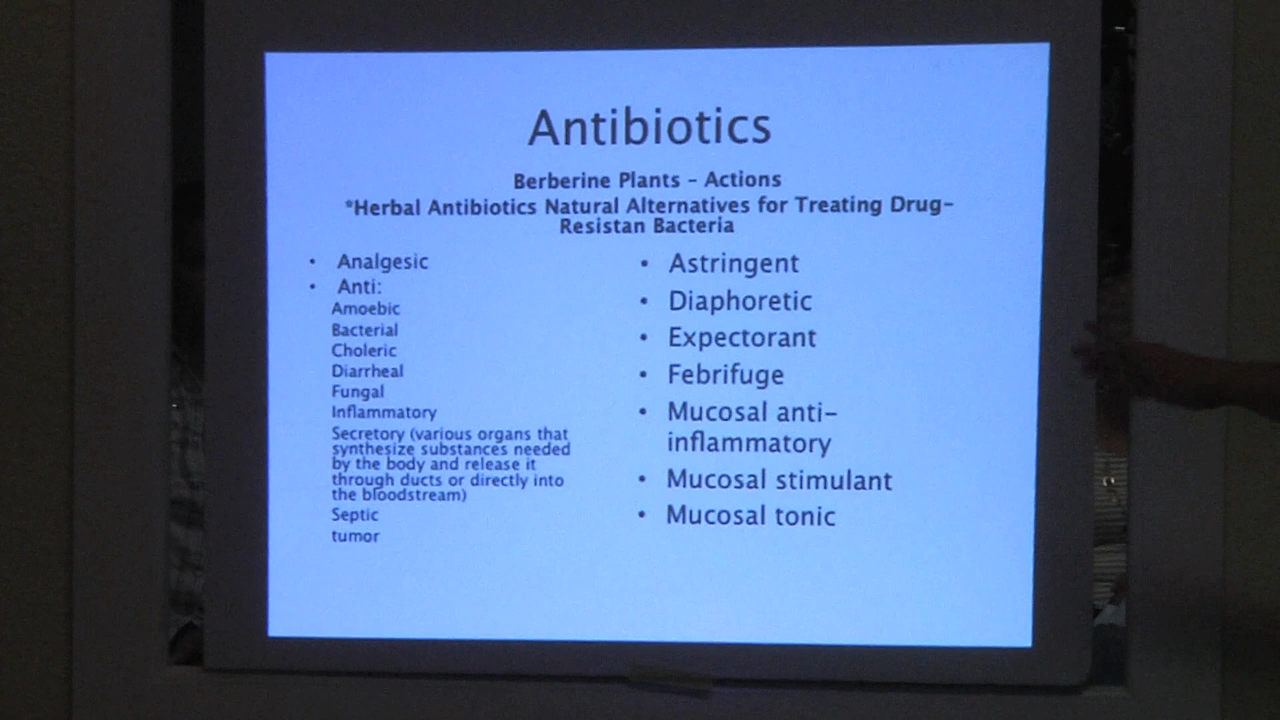 Antibiotics
Berberine Plants – Actions
*Herbal Antibiotics Natural Alternatives for Treating Drug–
Resistan Bacteria
• Analgesic
• Anti:
Amoebic
Bacterial
Choleric
Diarrheal
Fungal
Inflammatory
Secretory (various organs that
synthesize substances needed
by the body and release it
through ducts or directly into
the bloodstream)
Septic
tumor
• Astringent
• Diaphoretic
• Expectorant
• Febrifuge
• Mucosal anti–
inflammatory
• Mucosal stimulant
• Mucosal tonic